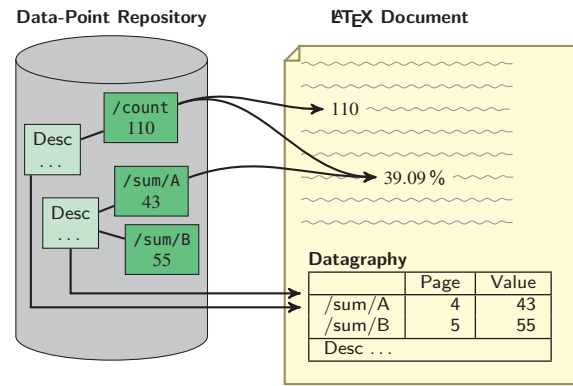 Data-Point Repository
LATEX Document
/count
110
Desc
...
/sum/A
43
Desc
...
/sum/B
55
110
39.09 %
Datagraphy
Page Value
/sum/A 4 43
/sum/B 5 55
Desc ...